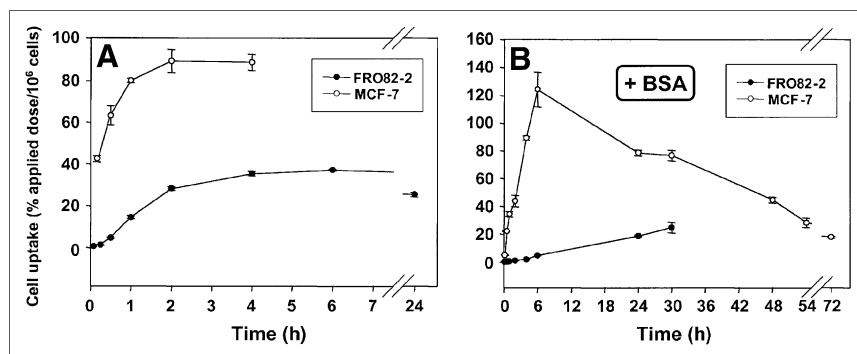 A
B
+ BSA
FRO82-2
MCF-7
FRO82-2
MCF-7
Cell uptake (% applied dose/10⁶ cells)
100
80
60
40
20
0
0 1 2 3 4 5 6 7 24
Time (h)
160
140
120
100
80
60
40
20
0
0 6 12 18 24 30 36 42 48 54 72
Time (h)